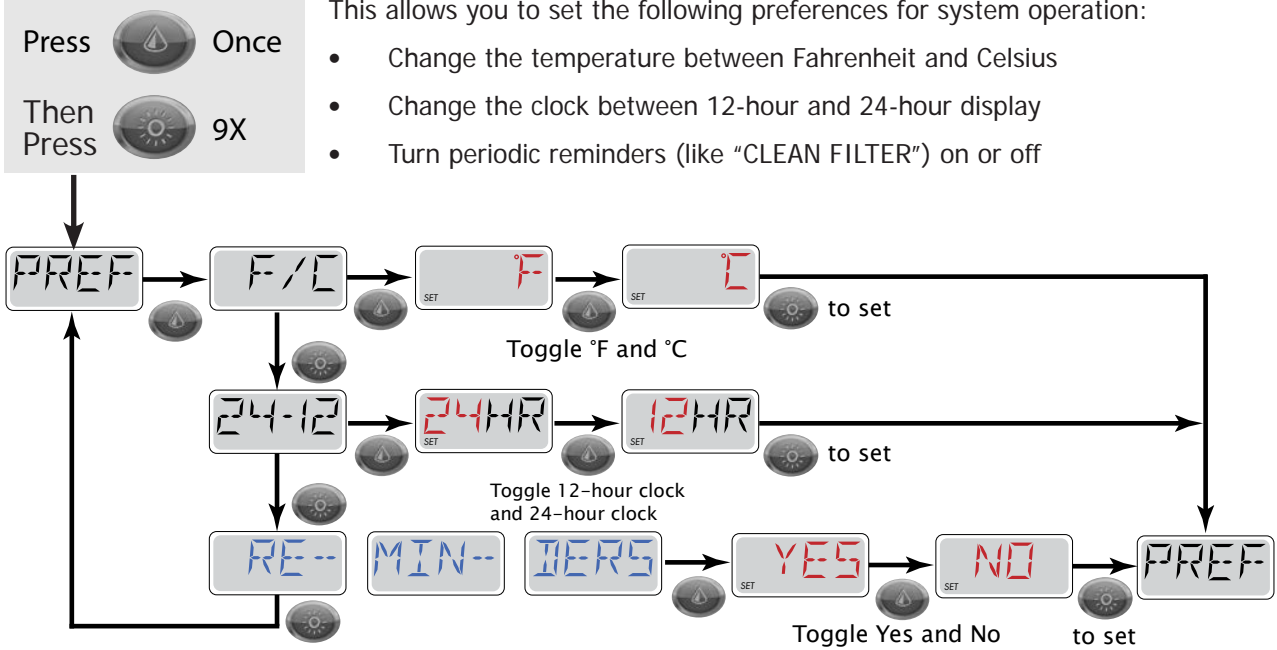 This allows you to set the following preferences for system operation:
Press Once
• Change the temperature between Fahrenheit and Celsius
Then Press 9X
• Change the clock between 12-hour and 24-hour display
• Turn periodic reminders (like “CLEAN FILTER”) on or off
PREF F/C SET °F SET °C
to set
Toggle °F and °C
24-12 SET 24HR SET 12HR
to set
Toggle 12-hour clock
and 24-hour clock
RE- MIN- DERS SET YES SET NO PREF
Toggle Yes and No to set